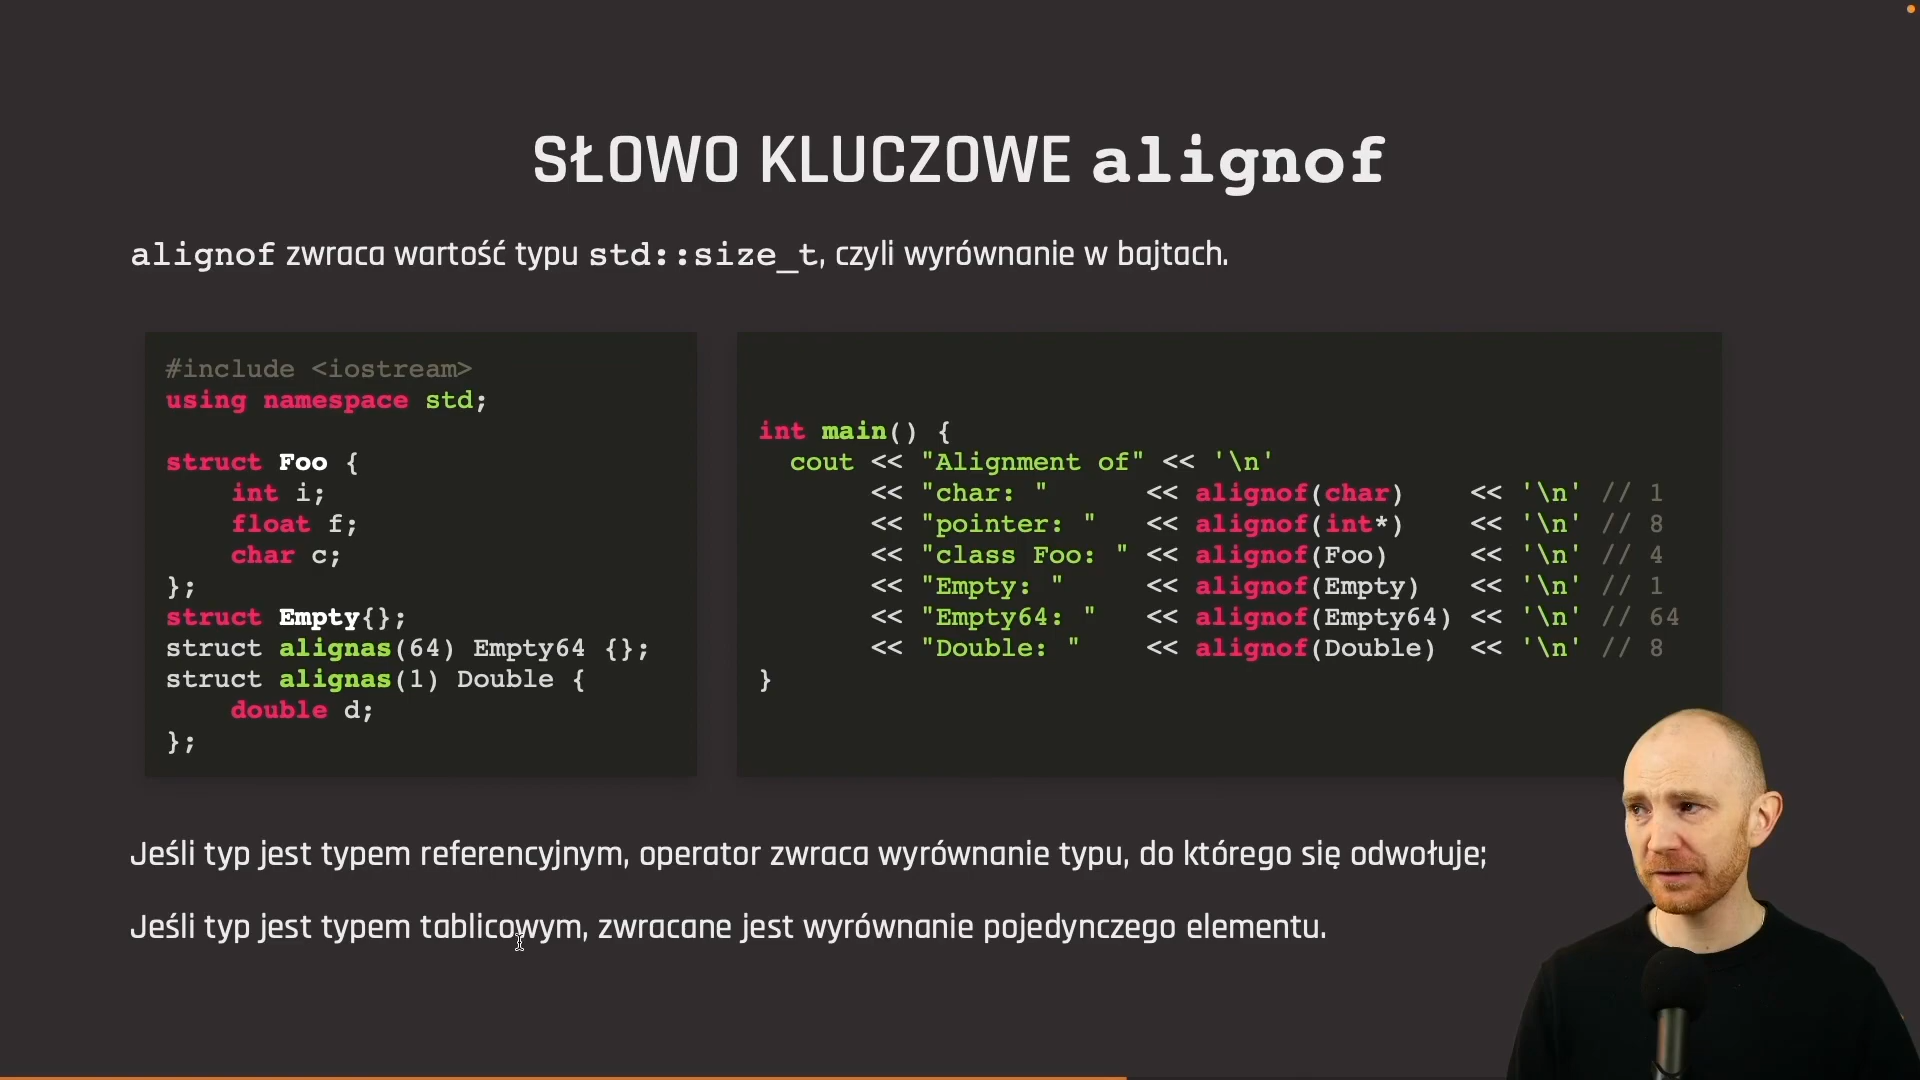 SŁOWO KLUCZOWE alignof
alignof zwraca wartość typu std::size_t, czyli wyrównanie w bajtach.
#include <iostream>
using namespace std;
struct Foo {
int i;
float f;
char c;
};
struct Empty{};
struct alignas(64) Empty64 {};
struct alignas(1) Double {
double d;
};
int main() {
cout << "Alignment of" << '\n'
<< "char: " << alignof(char) << '\n' // 1
<< "pointer: " << alignof(int*) << '\n' // 8
<< "class Foo: " << alignof(Foo) << '\n' // 4
<< "Empty: " << alignof(Empty) << '\n' // 1
<< "Empty64: " << alignof(Empty64) << '\n' // 64
<< "Double: " << alignof(Double) << '\n' // 8
}
Jeśli typ jest typem referencyjnym, operator zwraca wyrównanie typu, do którego się odwołuje;
Jeśli typ jest typem tablicowym, zwracane jest wyrównanie pojedynczego elementu.